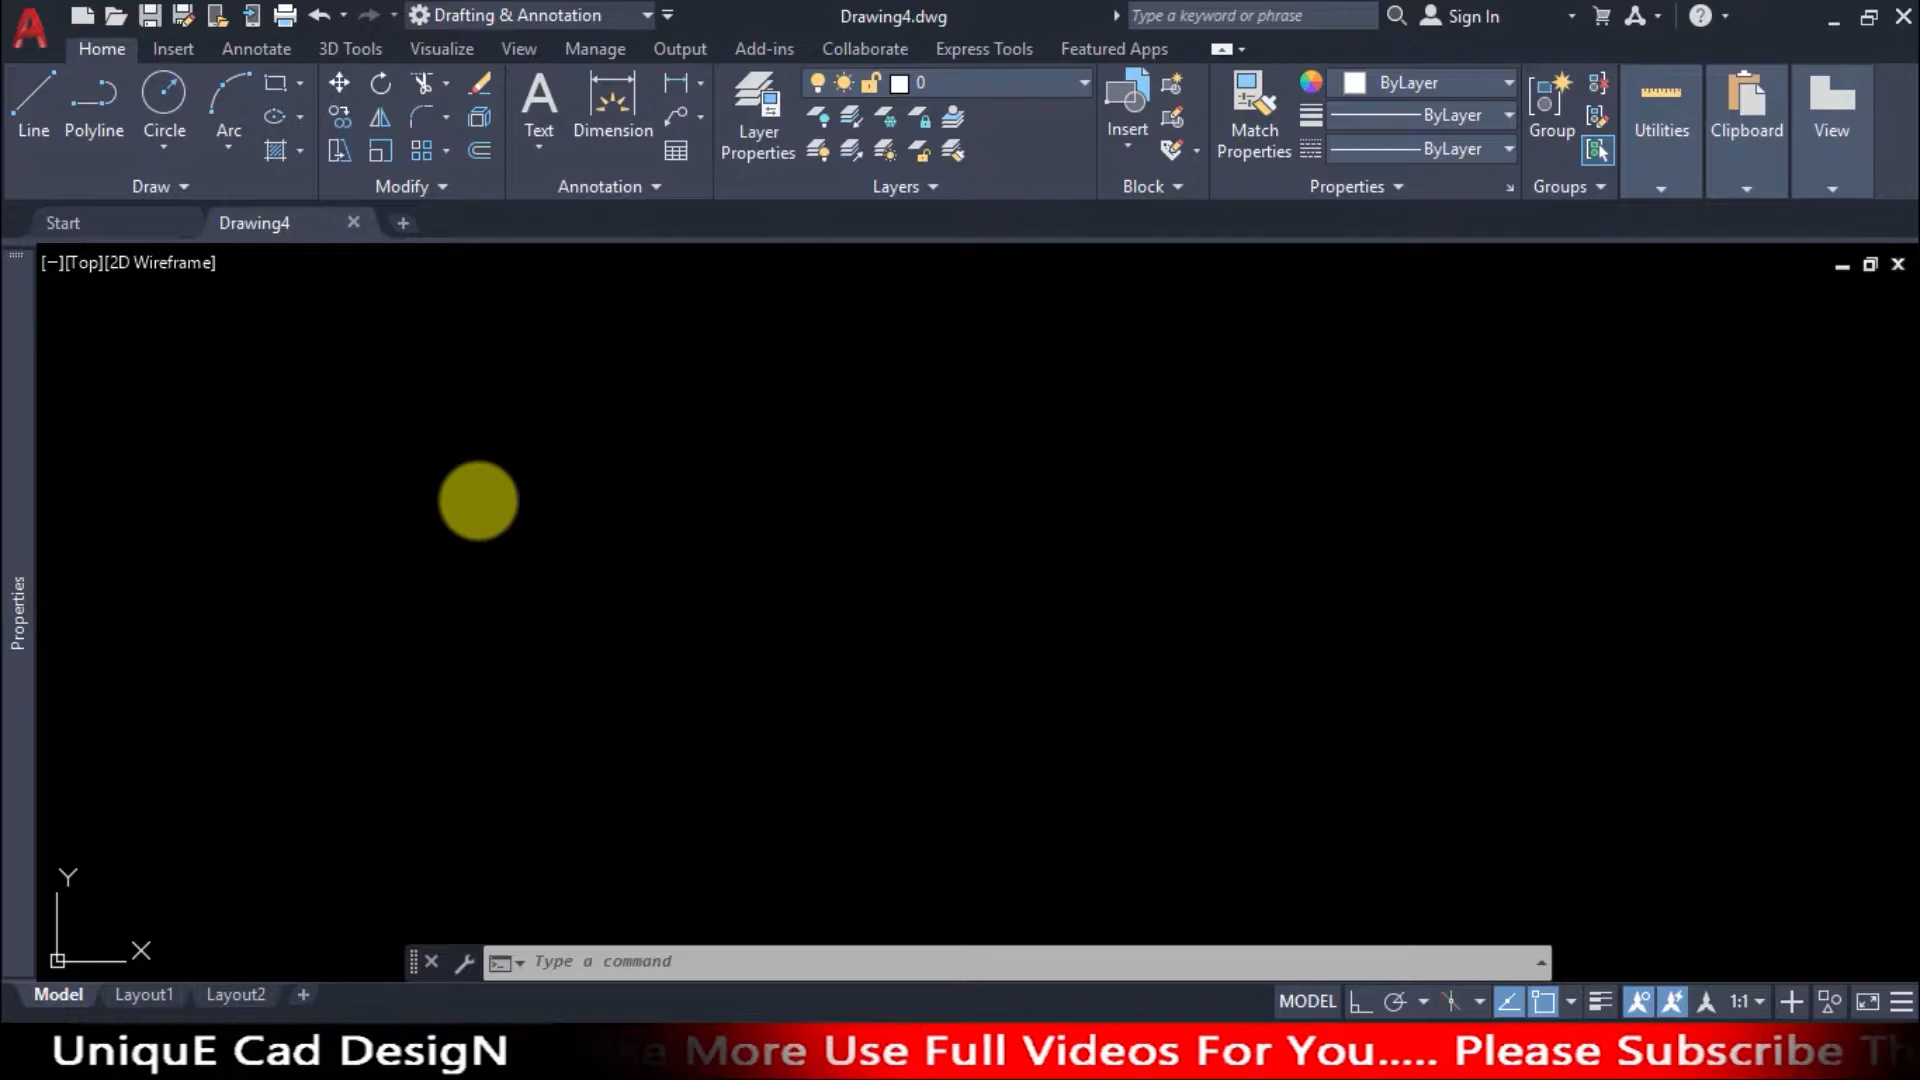 Drafting & Annotation
Drawing4.dwg
Type a keyword or phrase
Sign In
Home Insert Annotate 3D Tools Visualize View Manage Output Add-ins Collaborate Express Tools Featured Apps
0
ByLayer
ByLayer
ByLayer
Line Polyline Circle Arc
Text Dimension
Layer Properties
Insert
Match Properties
Group
Utilities
Clipboard
View
Draw Modify Annotation Layers Block Properties Groups
Start Drawing4
[−][Top][2D Wireframe]
Properties
Y
X
Type a command
Model Layout1 Layout2
MODEL
1:1
UniquE Cad DesigN
More Use Full Videos For You..... Please Subscribe